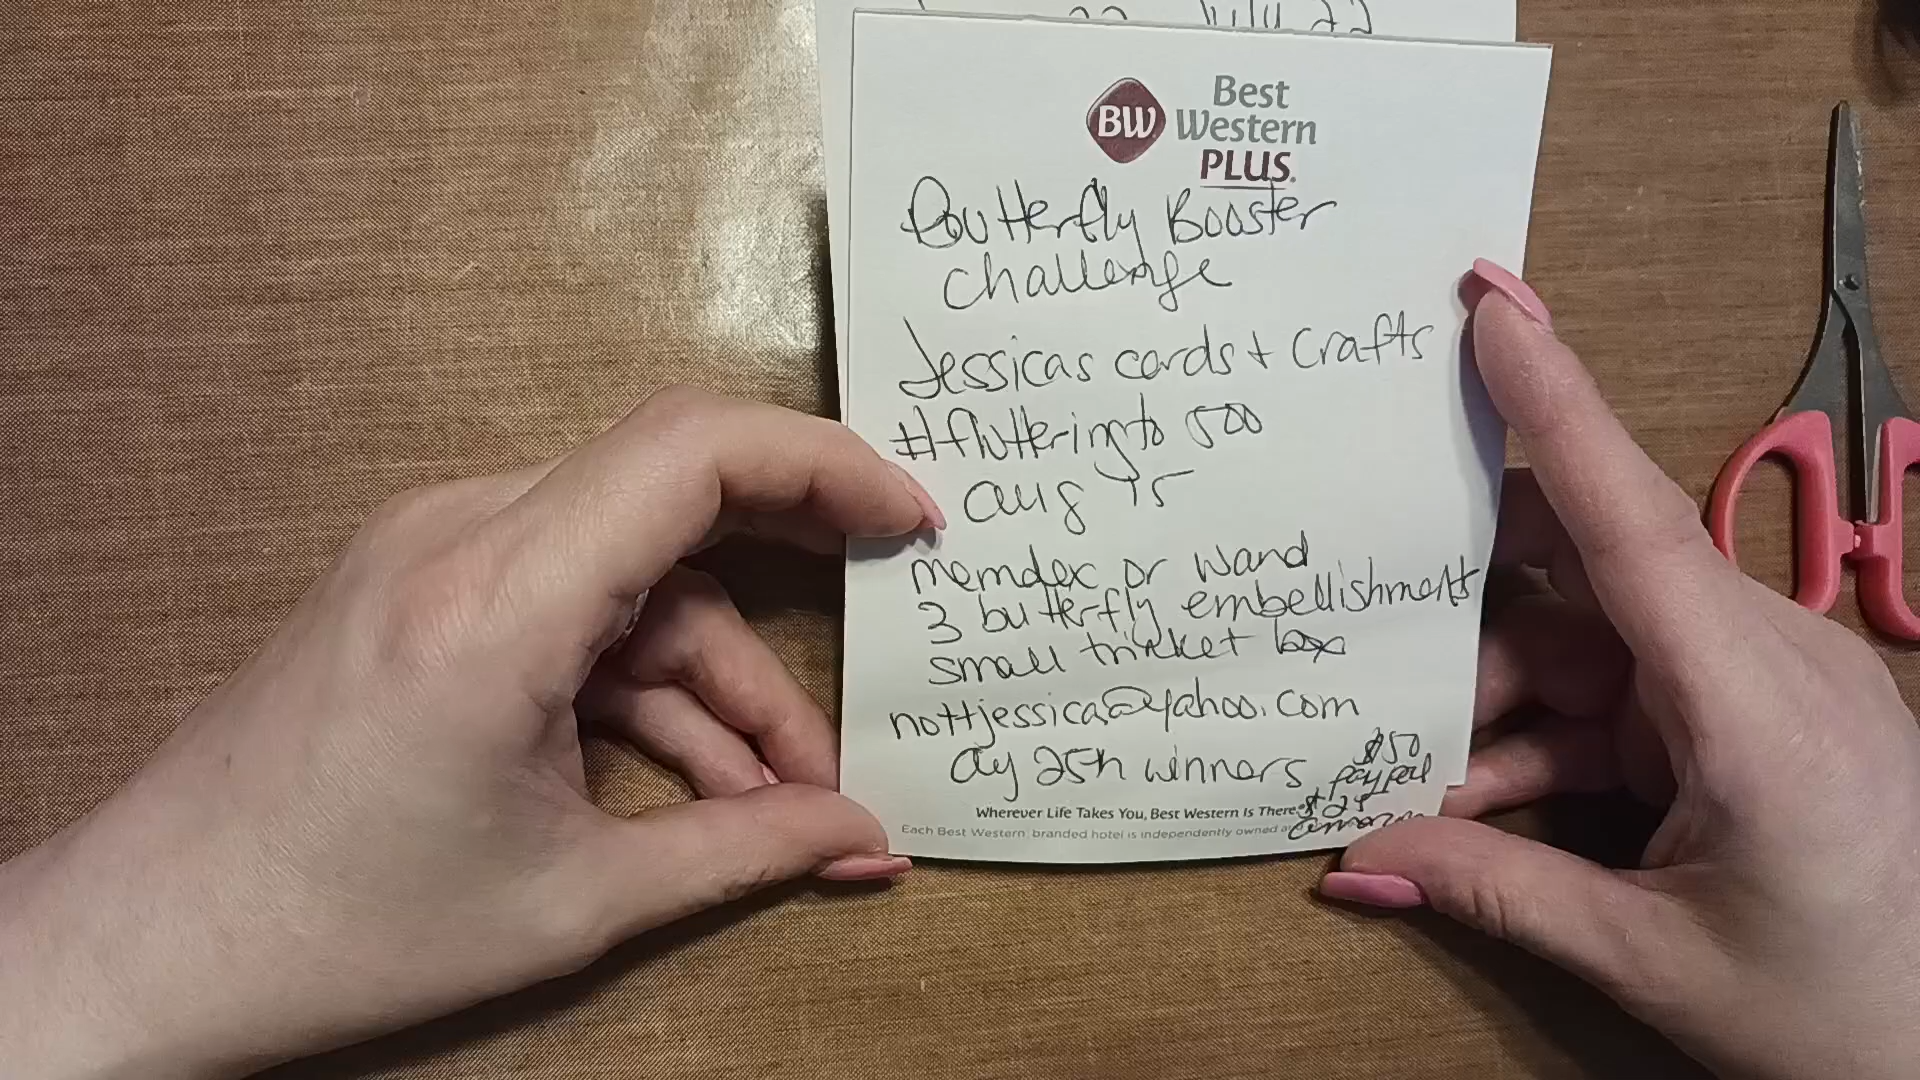 July 22
BW Best
Western
PLUS.
Butterfly Booster
challenge
Jessicas cards + crafts
#flutteringto 500
aug 15
memdex or wand
3 butterfly embellishments
small trinket box
nottjessica@yahoo.com
25th winners
$50
paypal
Wherever Life Takes You, Best Western Is There.
Each Best Western branded hotel is independently owned
amazon